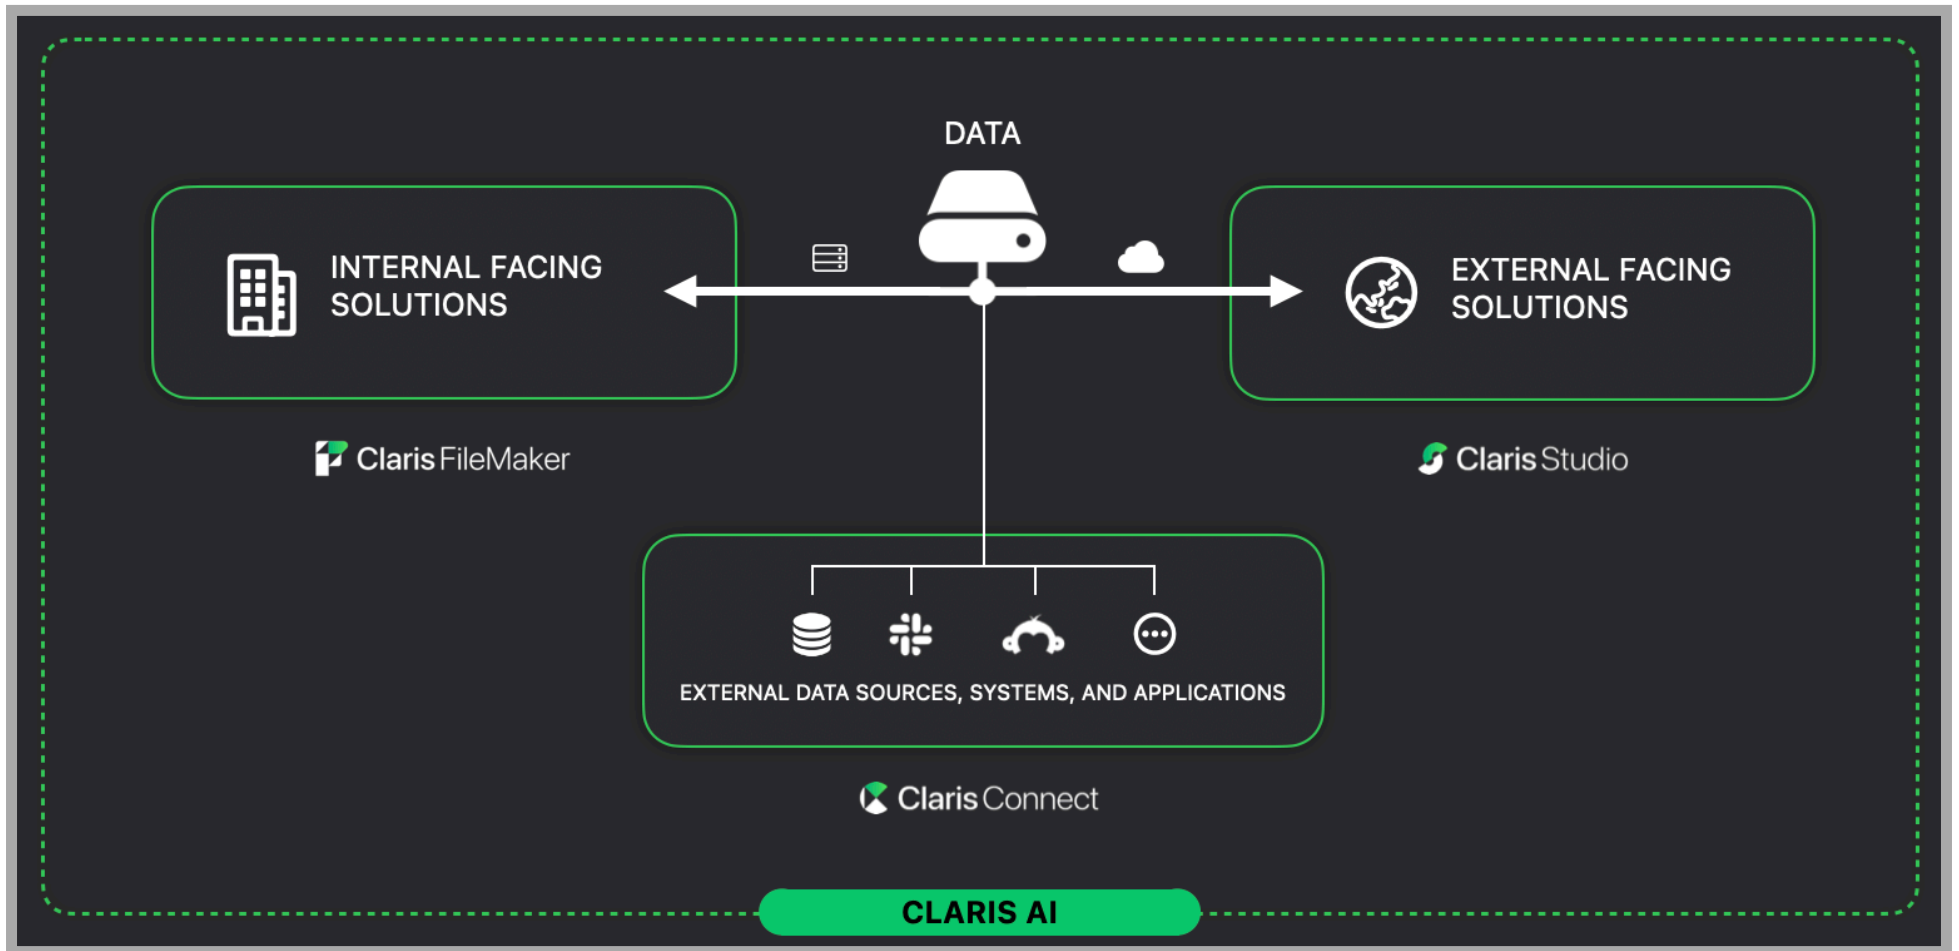 DATA
INTERNAL FACING
SOLUTIONS
EXTERNAL FACING
SOLUTIONS
Claris FileMaker
Claris Studio
EXTERNAL DATA SOURCES, SYSTEMS, AND APPLICATIONS
Claris Connect
CLARIS AI